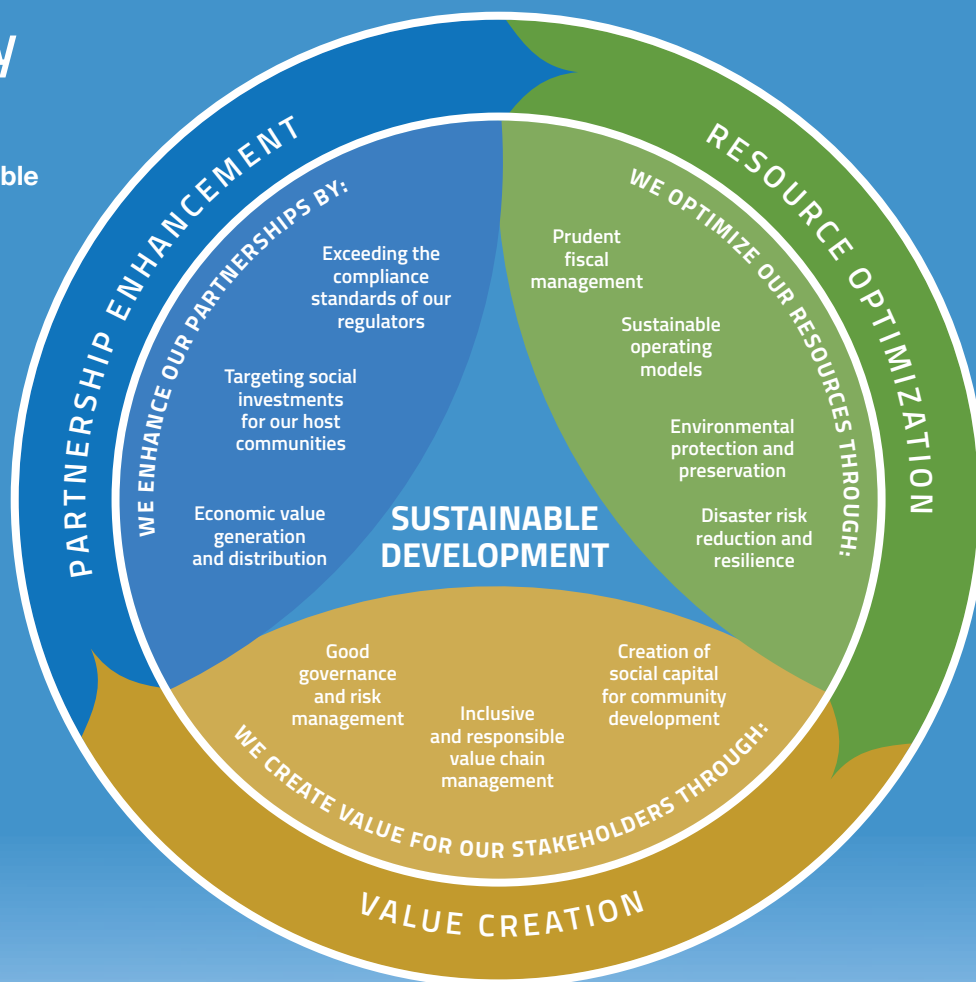 y
ble
PARTNERSHIP ENHANCEMENT
WE ENHANCE OUR PARTNERSHIPS BY:
Exceeding the
compliance
standards of our
regulators
Targeting social
investments
for our host
communities
Economic value
generation
and distribution
RESOURCE OPTIMIZATION
WE OPTIMIZE OUR RESOURCES THROUGH:
Prudent
fiscal
management
Sustainable
operating
models
Environmental
protection and
preservation
Disaster risk
reduction and
resilience
SUSTAINABLE
DEVELOPMENT
Good
governance
and risk
management
Inclusive
and responsible
value chain
management
Creation of
social capital
for community
development
WE CREATE VALUE FOR OUR STAKEHOLDERS THROUGH:
VALUE CREATION